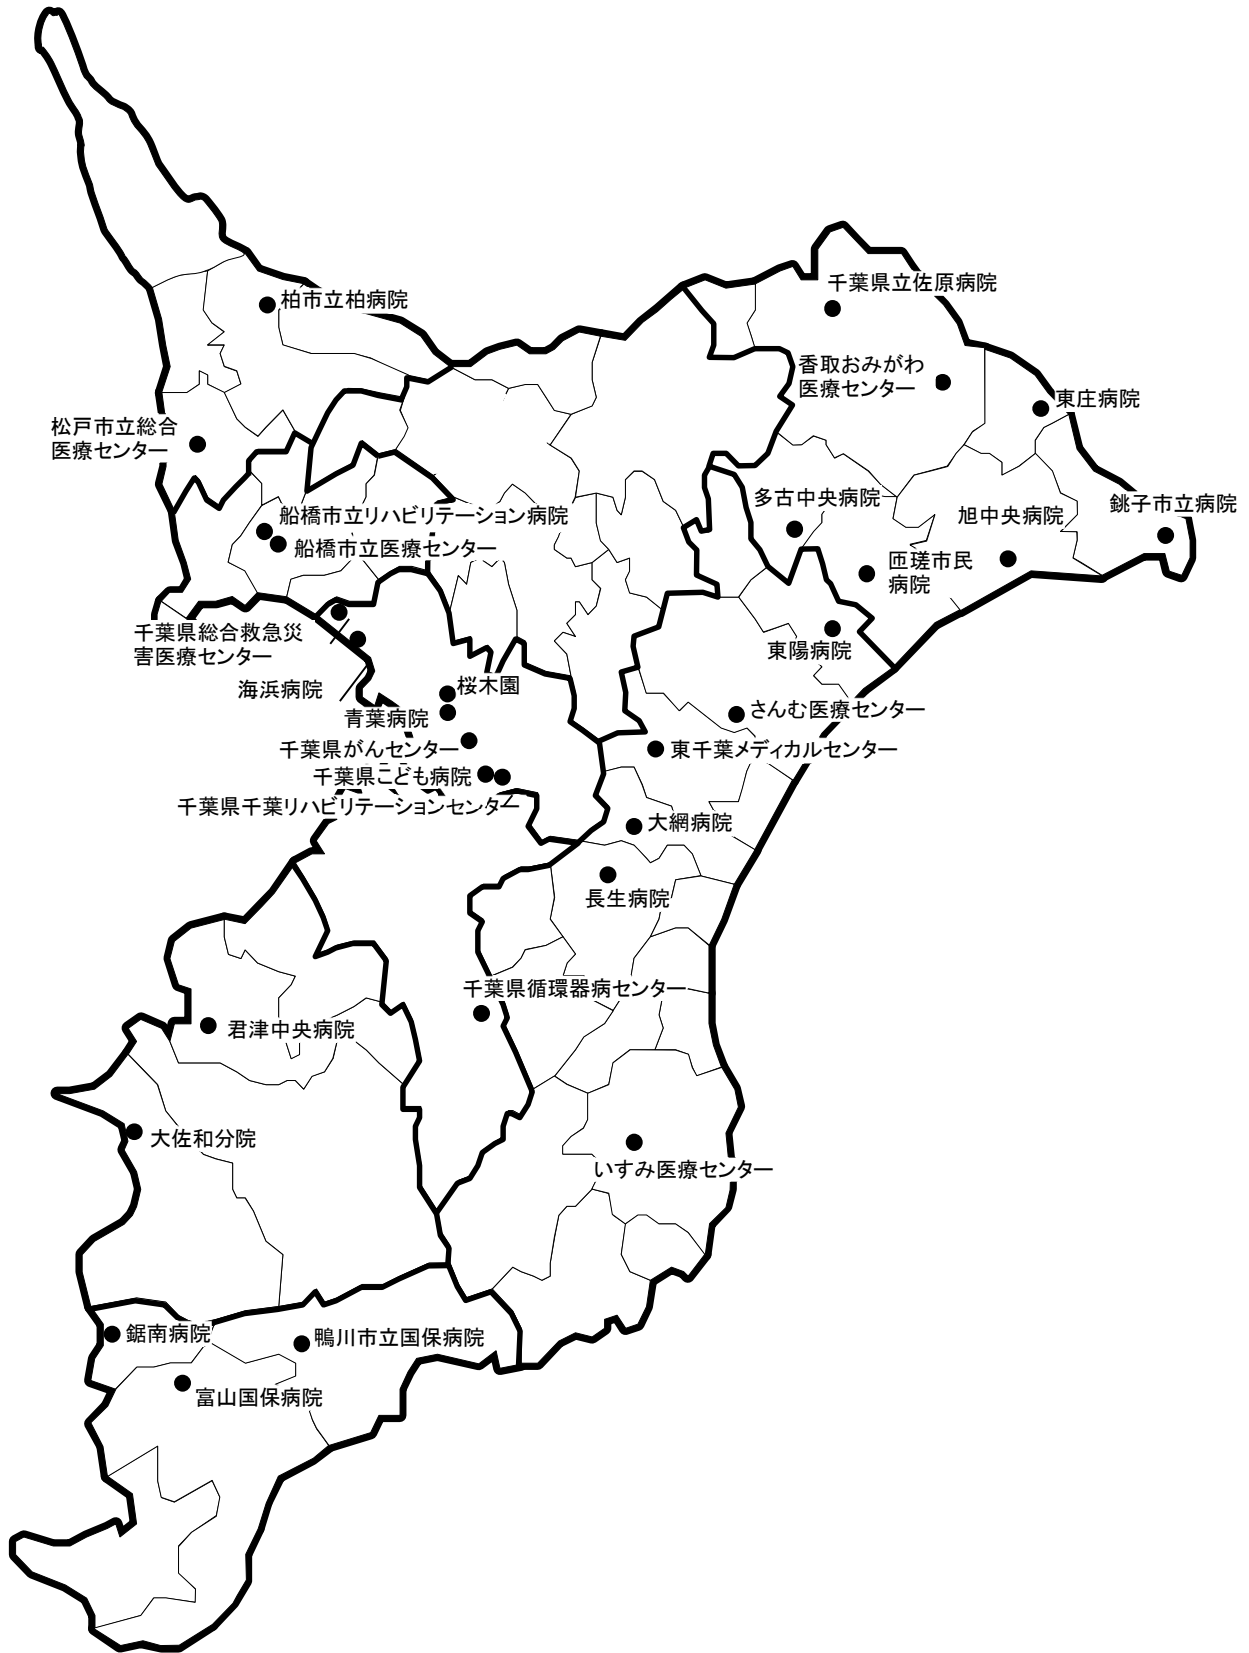 千葉県立佐原病院
柏市立柏病院
香取おみがわ
医療センター
東庄病院
松戸市立総合
医療センター
多古中央病院
銚子市立病院
旭中央病院
船橋市立リハビリテーション病院
船橋市立医療センター
匝瑳市民
病院
千葉県総合救急災
害医療センター
東陽病院
海浜病院
桜木園
さんむ医療センター
青葉病院
千葉県がんセンター
東千葉メディカルセンター
千葉県こども病院
千葉県千葉リハビリテーションセンター
大網病院
長生病院
千葉県循環器病センター
君津中央病院
大佐和分院
いすみ医療センター
鋸南病院
鴨川市立国保病院
富山国保病院